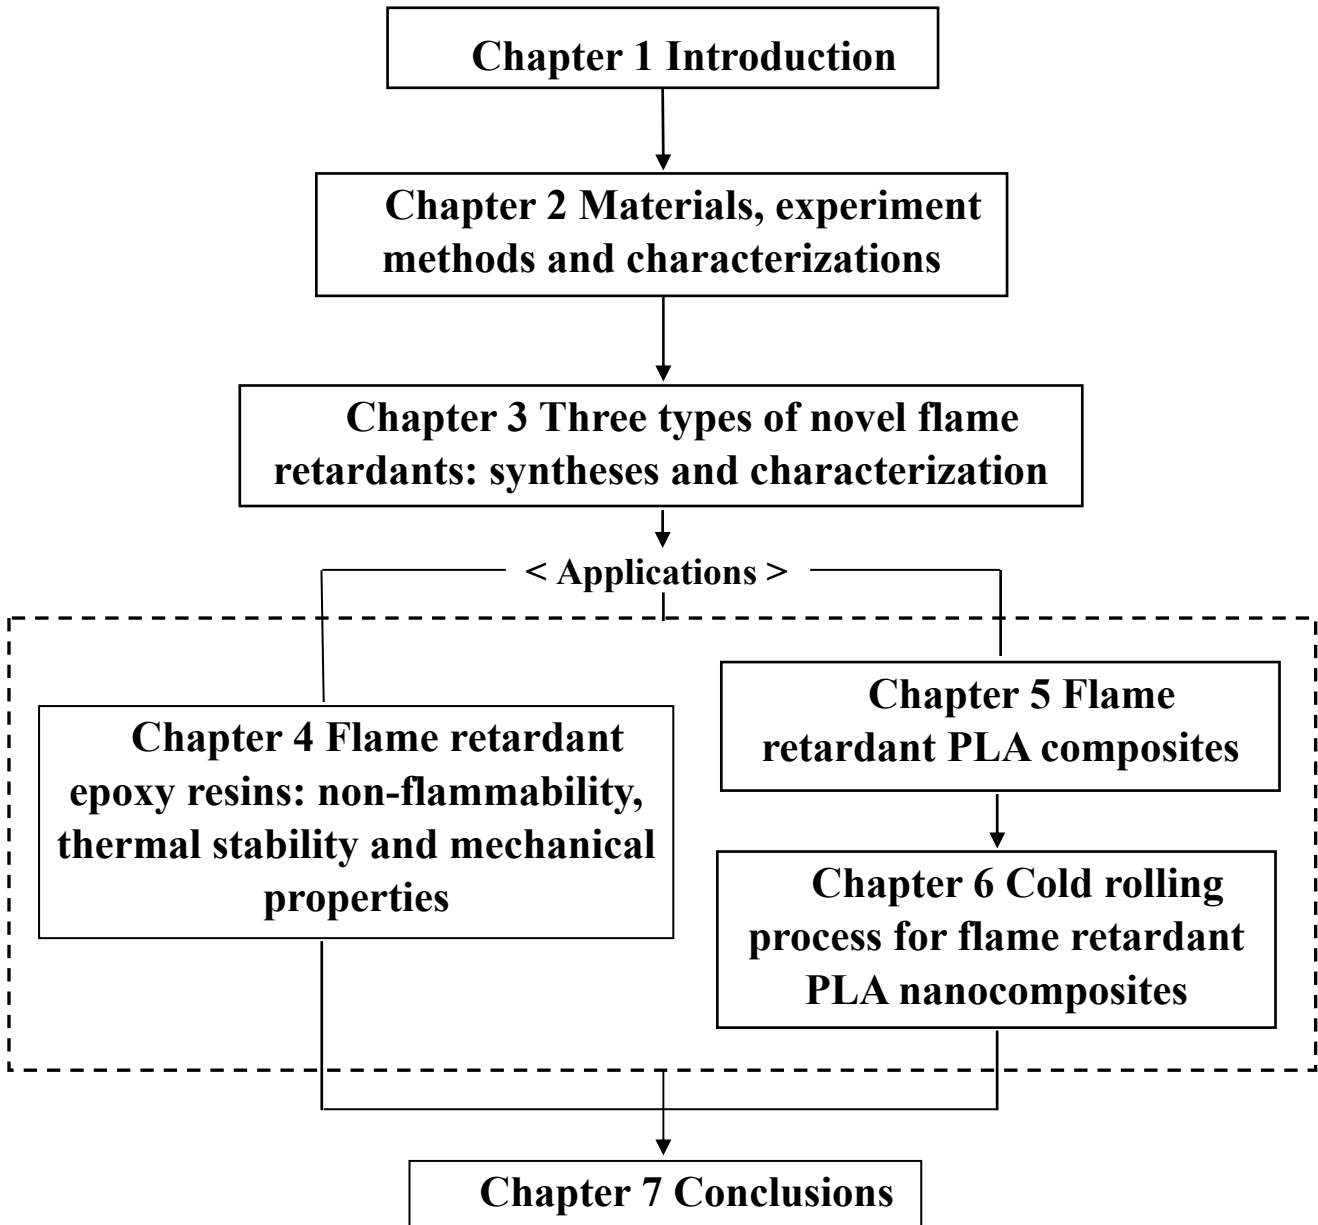 Chapter 1 Introduction
Chapter 2 Materials, experiment
methods and characterizations
Chapter 3 Three types of novel flame
retardants: syntheses and characterization
< Applications >
Chapter 4 Flame retardant
epoxy resins: non-flammability,
thermal stability and mechanical
properties
Chapter 5 Flame
retardant PLA composites
Chapter 6 Cold rolling
process for flame retardant
PLA nanocomposites
Chapter 7 Conclusions